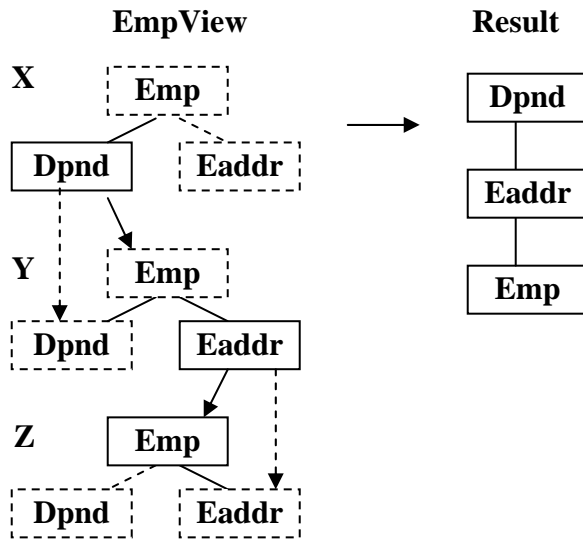 EmpView Result
X Emp Dpnd
Dpnd Eaddr
Eaddr
Y Emp
Emp
Dpnd Eaddr
Z Emp
Dpnd Eaddr